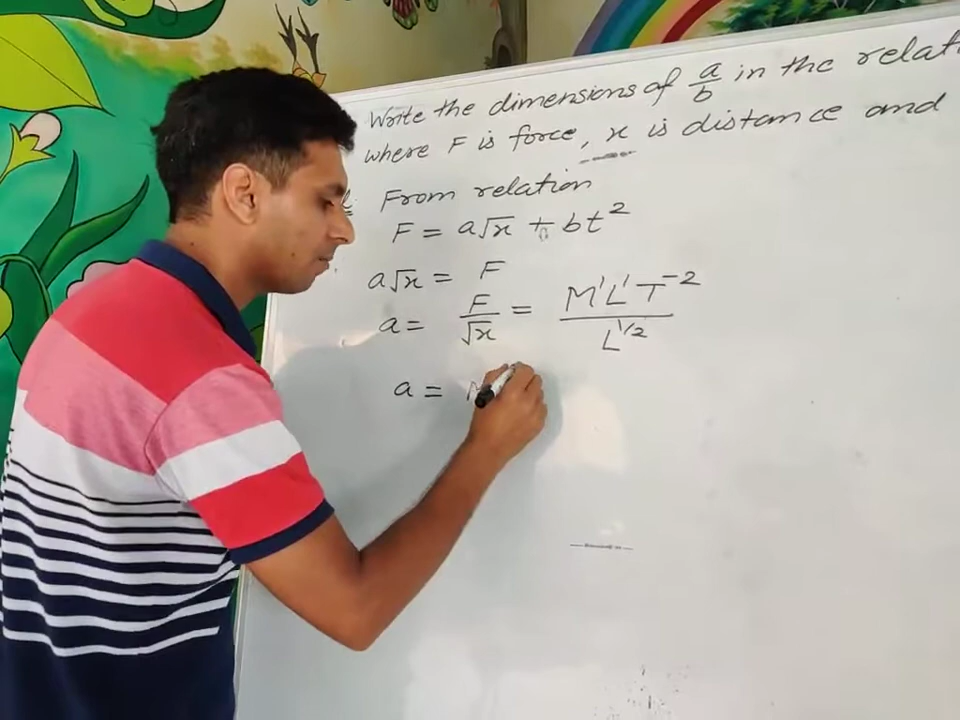 Write the dimensions of a/b in the relat
where F is force, x is distance and
From relation
F = a√x + bt²
a√x = F
a = F/√x = M¹L¹T⁻²/L^1/2
a = M